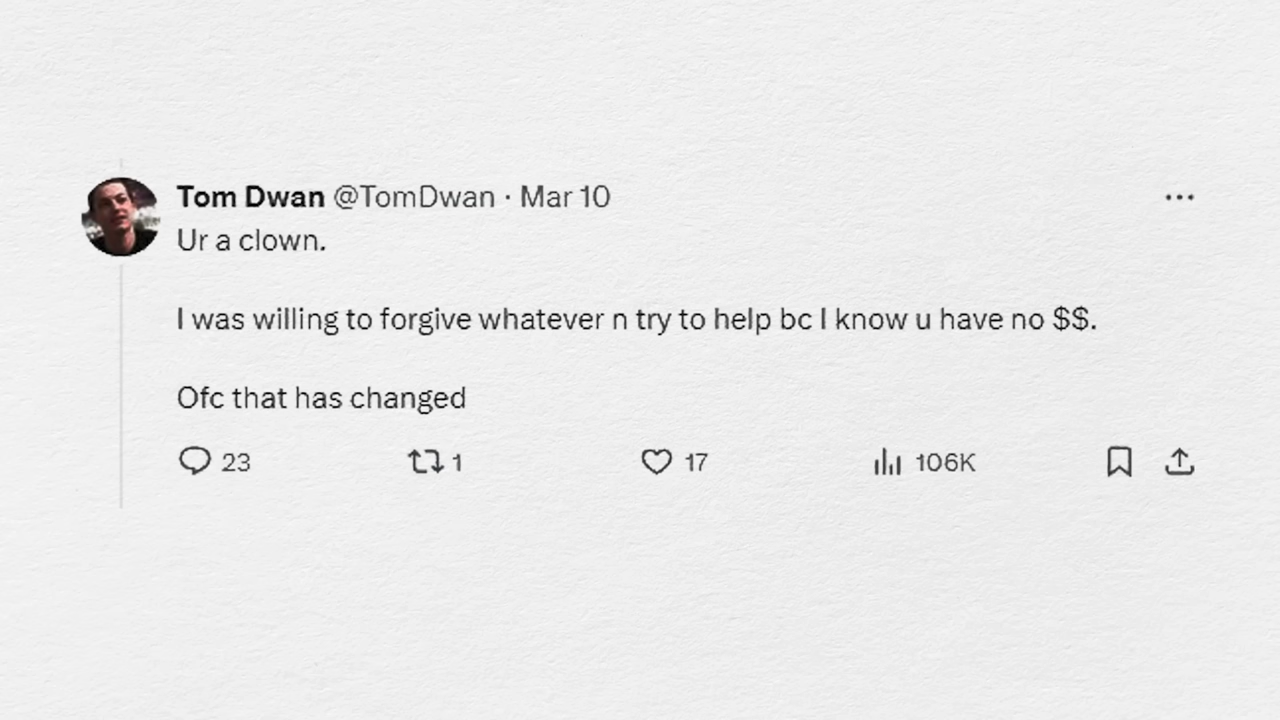 Tom Dwan @TomDwan · Mar 10
Ur a clown.
I was willing to forgive whatever n try to help bc I know u have no $$.
Ofc that has changed
23 1 17 106K